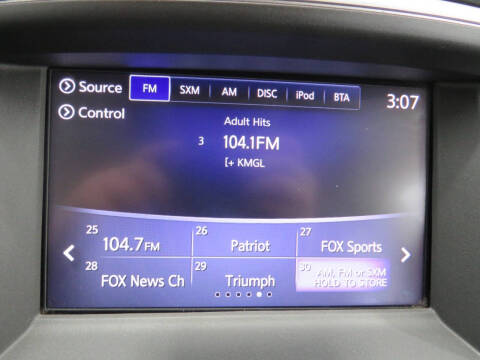 Source FM SXM AM DISC iPod BTA 3:07
Control
Adult Hits
3 104.1FM
[+ KMGL
25 104.7FM 26 Patriot 27 FOX Sports
28 FOX News Ch 29 Triumph 30 AM, FM or SXM
HOLD TO STORE